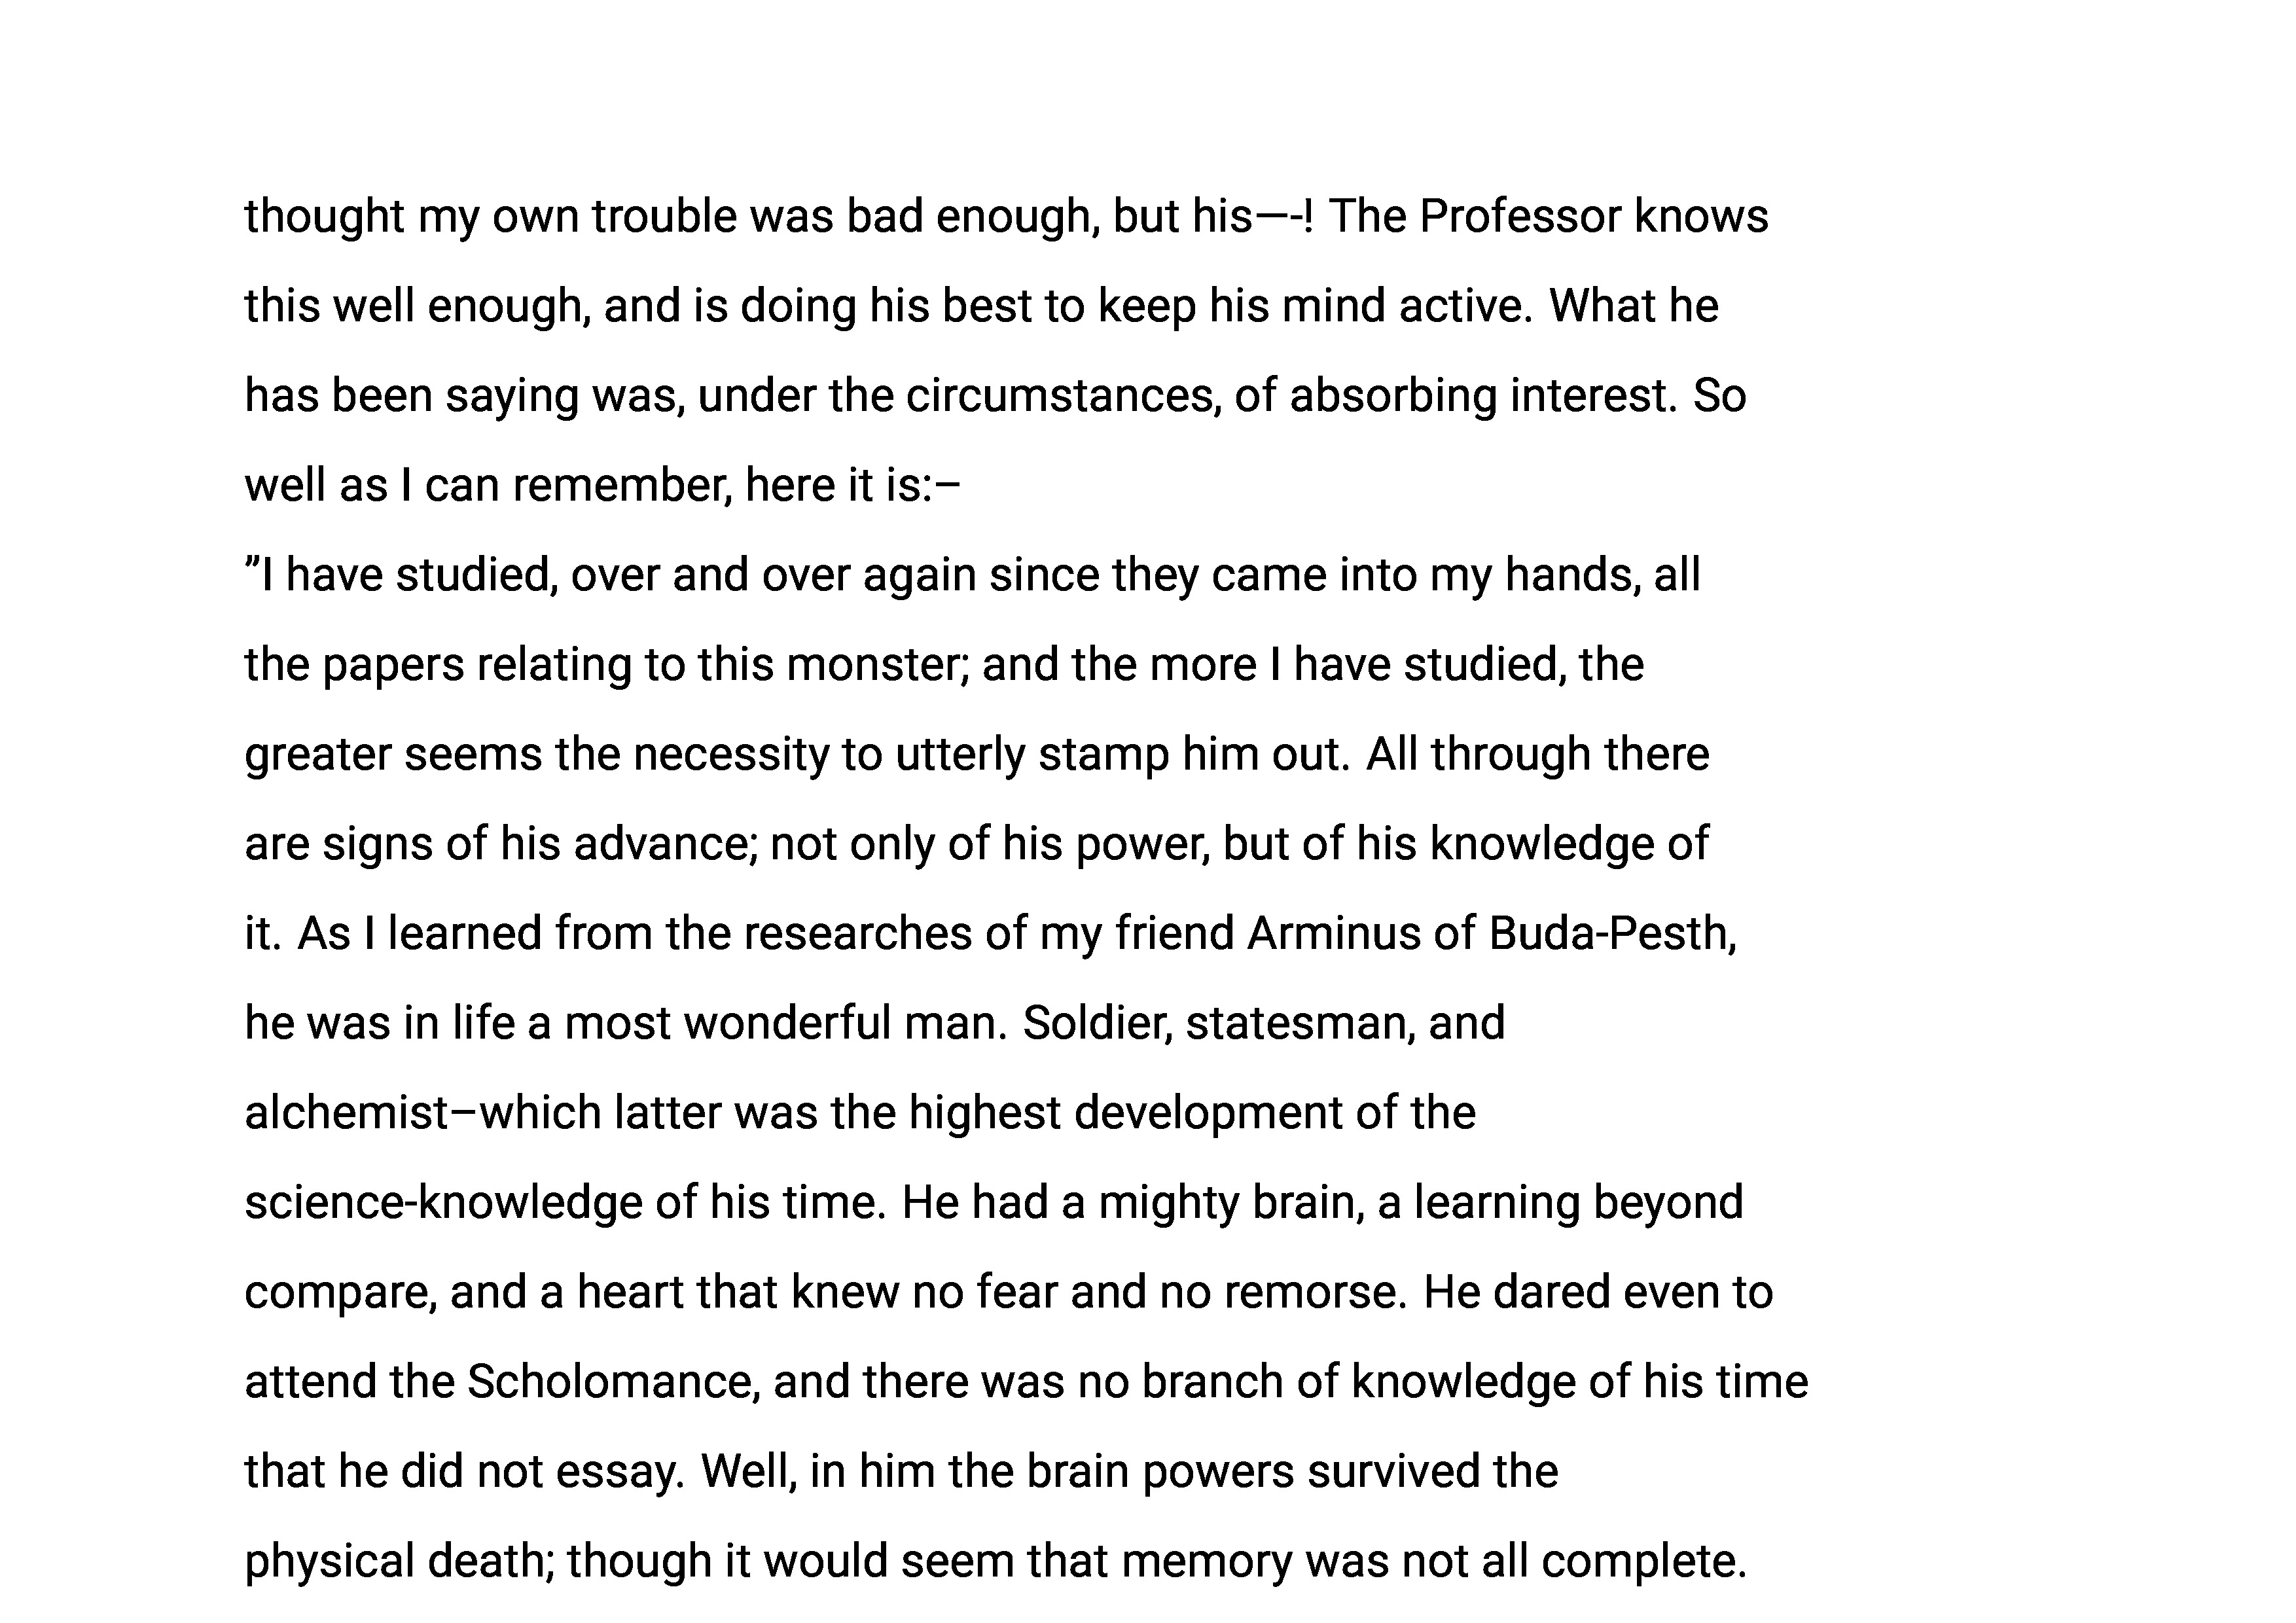 thought my own trouble was bad enough, but his—-! The Professor knows
this well enough, and is doing his best to keep his mind active. What he
has been saying was, under the circumstances, of absorbing interest. So
well as I can remember, here it is:–
”I have studied, over and over again since they came into my hands, all
the papers relating to this monster; and the more I have studied, the
greater seems the necessity to utterly stamp him out. All through there
are signs of his advance; not only of his power, but of his knowledge of
it. As I learned from the researches of my friend Arminus of Buda-Pesth,
he was in life a most wonderful man. Soldier, statesman, and
alchemist–which latter was the highest development of the
science-knowledge of his time. He had a mighty brain, a learning beyond
compare, and a heart that knew no fear and no remorse. He dared even to
attend the Scholomance, and there was no branch of knowledge of his time
that he did not essay. Well, in him the brain powers survived the
physical death; though it would seem that memory was not all complete.